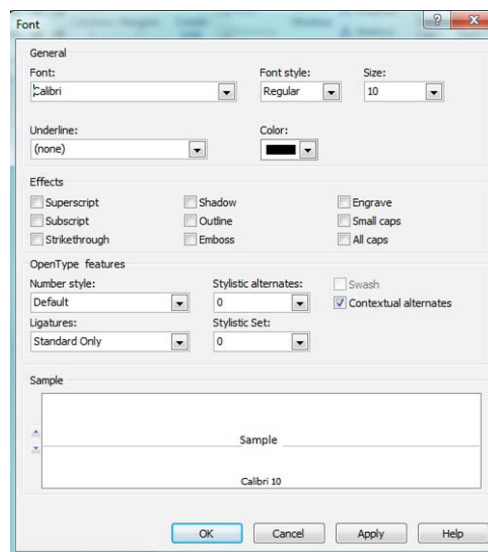 Font
General
Font: Font style: Size:
Calibri Regular 10
Underline: Color:
(none)
Effects
Superscript Shadow Engrave
Subscript Outline Small caps
Strikethrough Emboss All caps
OpenType features
Number style: Stylistic alternates: Swash
Default 0 Contextual alternates
Ligatures: Stylistic Set:
Standard Only 0
Sample
Sample
Calibri 10
OK Cancel Apply Help